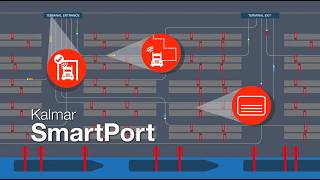 TERMINAL ENTRANCE
TERMINAL EXIT
Kalmar
SmartPort